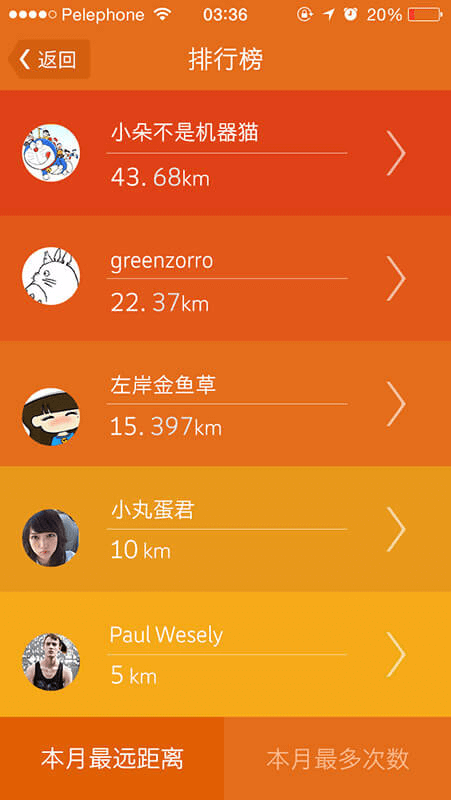 Pelephone 03:36 20%
返回 排行榜
小朵不是机器猫
43. 68km
greenzorro
22. 37km
左岸金鱼草
15. 397km
小丸蛋君
10 km
Paul Wesely
5 km
本月最远距离 本月最多次数